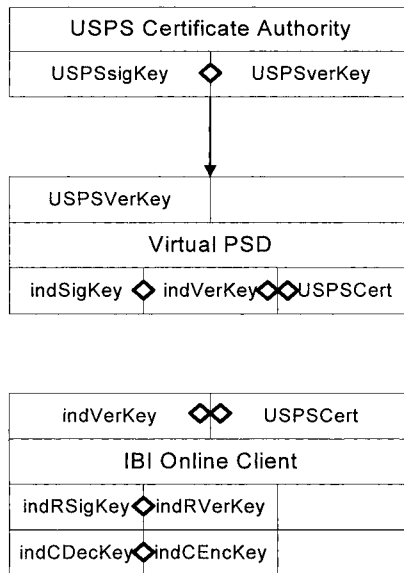 USPS Certificate Authority
USPSsigKey USPSverKey
USPSVerKey
Virtual PSD
indSigKey indVerKey USPSCert
indVerKey USPSCert
IBI Online Client
indRSigKey indRVerKey
indCDecKey indCEncKey